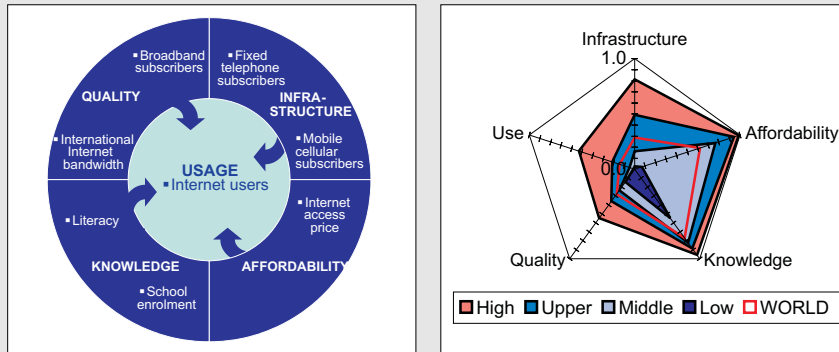 ▪ Broadband
subscribers
▪ Fixed
telephone
subscribers
QUALITY
INFRA-
STRUCTURE
▪ International
Internet
bandwidth
▪ Mobile
cellular
subscribers
USAGE
▪ Internet users
▪ Literacy
▪ Internet
access
price
KNOWLEDGE
AFFORDABILITY
▪ School
enrolment
Infrastructure
1.0
Use
Affordability
0.0
Quality
Knowledge
High Upper Middle Low WORLD